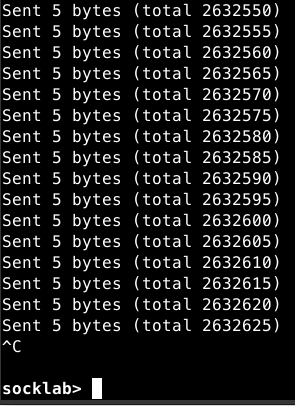 Sent 5 bytes (total 2632550)
Sent 5 bytes (total 2632555)
Sent 5 bytes (total 2632560)
Sent 5 bytes (total 2632565)
Sent 5 bytes (total 2632570)
Sent 5 bytes (total 2632575)
Sent 5 bytes (total 2632580)
Sent 5 bytes (total 2632585)
Sent 5 bytes (total 2632590)
Sent 5 bytes (total 2632595)
Sent 5 bytes (total 2632600)
Sent 5 bytes (total 2632605)
Sent 5 bytes (total 2632610)
Sent 5 bytes (total 2632615)
Sent 5 bytes (total 2632620)
Sent 5 bytes (total 2632625)
^C
socklab>